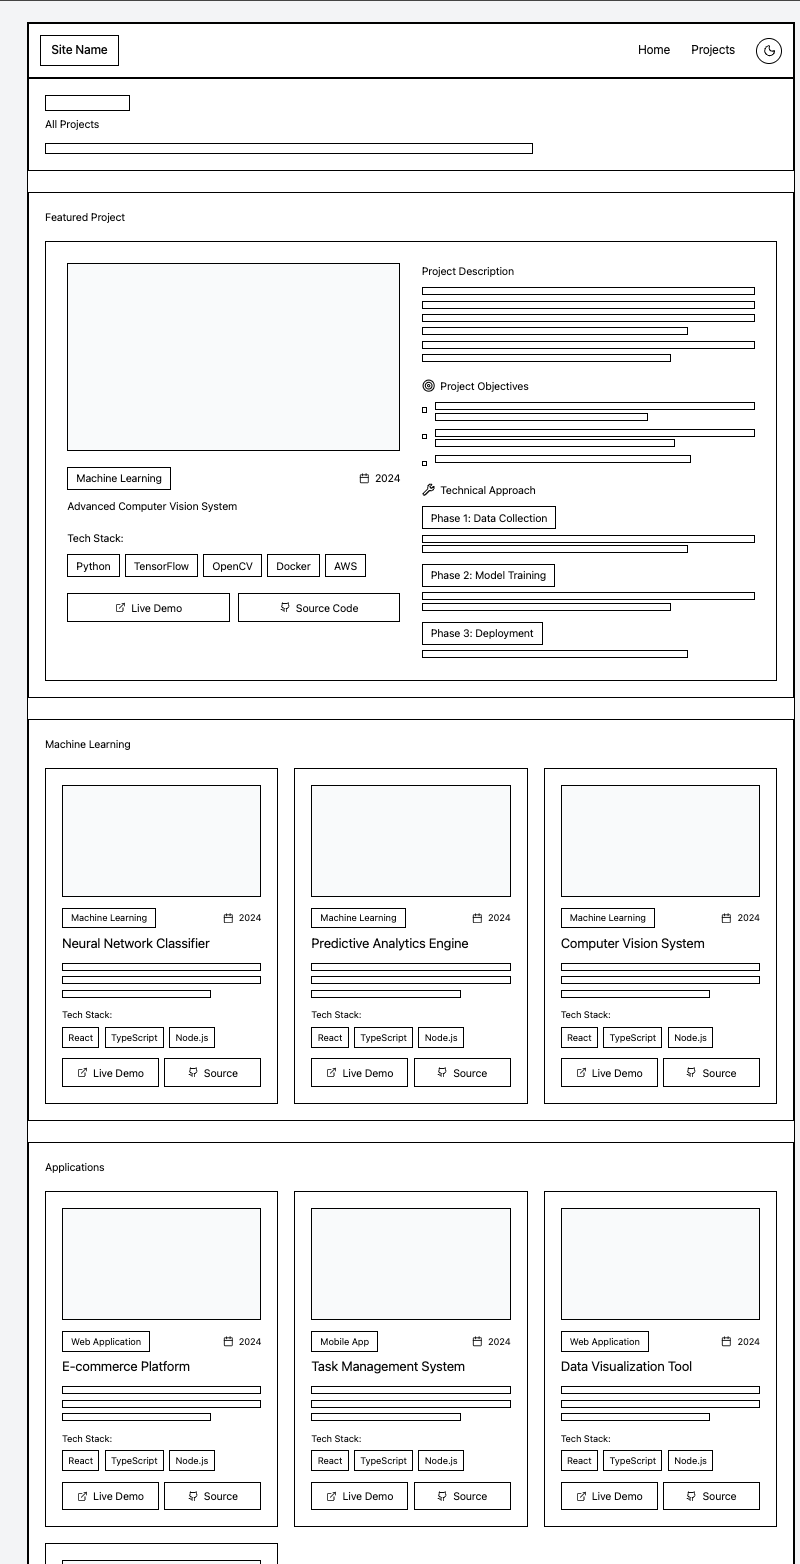 Site Name
Home
Projects
All Projects
Featured Project
Machine Learning
2024
Advanced Computer Vision System
Tech Stack:
Python
TensorFlow
OpenCV
Docker
AWS
Live Demo
Source Code
Project Description
Project Objectives
Technical Approach
Phase 1: Data Collection
Phase 2: Model Training
Phase 3: Deployment
Machine Learning
Machine Learning
2024
Neural Network Classifier
Tech Stack:
React
TypeScript
Node.js
Live Demo
Source
Machine Learning
2024
Predictive Analytics Engine
Tech Stack:
React
TypeScript
Node.js
Live Demo
Source
Machine Learning
2024
Computer Vision System
Tech Stack:
React
TypeScript
Node.js
Live Demo
Source
Applications
Web Application
2024
E-commerce Platform
Tech Stack:
React
TypeScript
Node.js
Live Demo
Source
Mobile App
2024
Task Management System
Tech Stack:
React
TypeScript
Node.js
Live Demo
Source
Web Application
2024
Data Visualization Tool
Tech Stack:
React
TypeScript
Node.js
Live Demo
Source